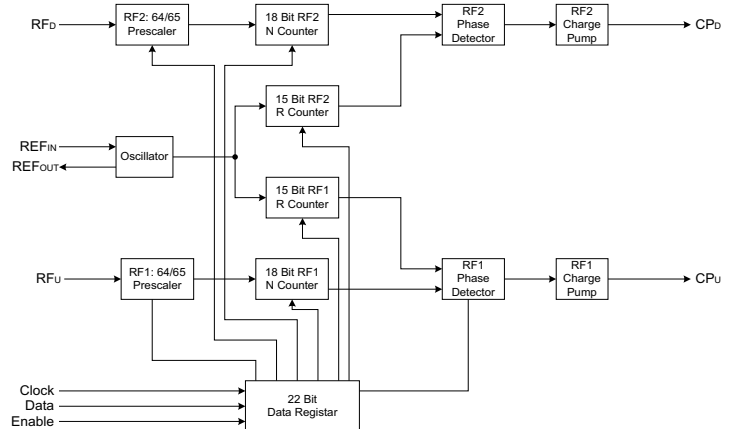 RFD
RF2: 64/65
Prescaler
18 Bit RF2
N Counter
RF2
Phase
Detector
RF2
Charge
Pump
CPD
15 Bit RF2
R Counter
REFIN
REFOUT
Oscillator
15 Bit RF1
R Counter
RFU
RF1: 64/65
Prescaler
18 Bit RF1
N Counter
RF1
Phase
Detector
RF1
Charge
Pump
CPU
Clock
Data
Enable
22 Bit
Data Registar